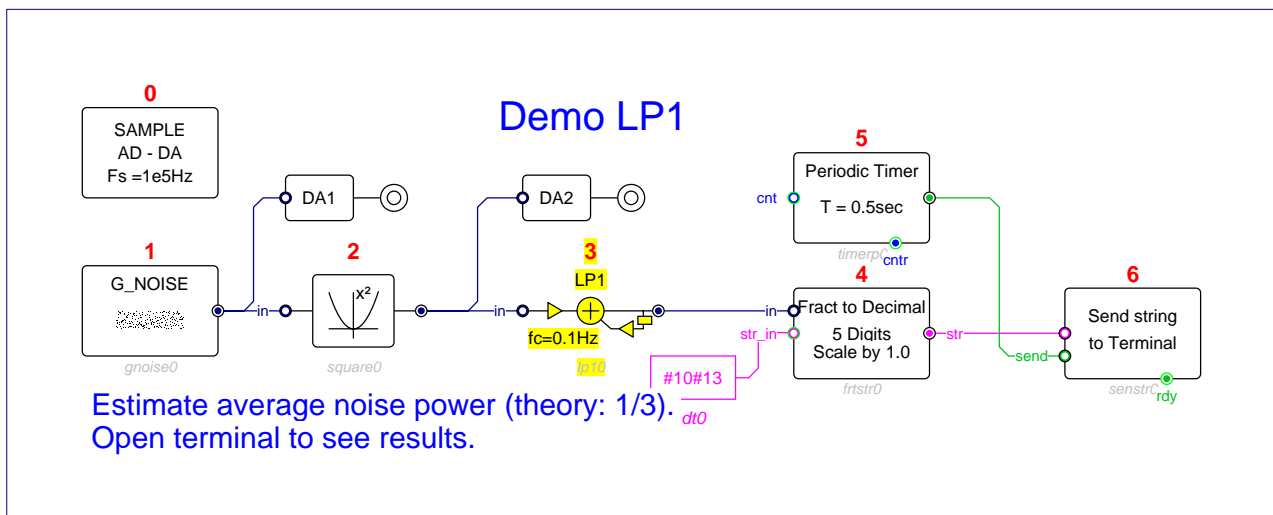 Demo LP1
0
SAMPLE
AD - DA
Fs =1e5Hz
DA1
DA2
5
Periodic Timer
T = 0.5sec
cnt
timerp0
cntr
1
G_NOISE
gnoise0
2
in
x²
square0
3
LP1
in
fc=0.1Hz
lp10
4
Fract to Decimal
5 Digits
Scale by 1.0
in
str_in
frtstr0
#10#13
dt0
6
Send string
to Terminal
str
send
senstr0
rdy
Estimate average noise power (theory: 1/3).
Open terminal to see results.